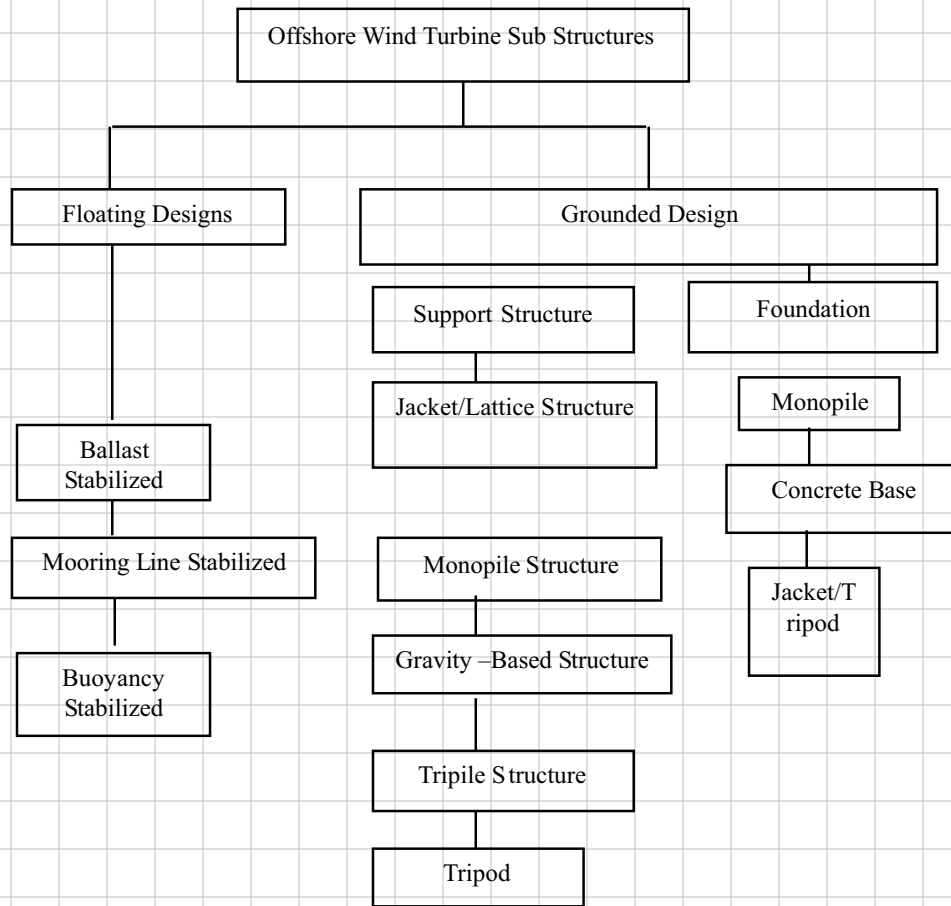 Offshore Wind Turbine Sub Structures
Floating Designs
Grounded Design
Support Structure
Foundation
Jacket/Lattice Structure
Monopile
Ballast
Stabilized
Concrete Base
Mooring Line Stabilized
Monopile Structure
Jacket/T
ripod
Gravity –Based Structure
Buoyancy
Stabilized
Tripile Structure
Tripod